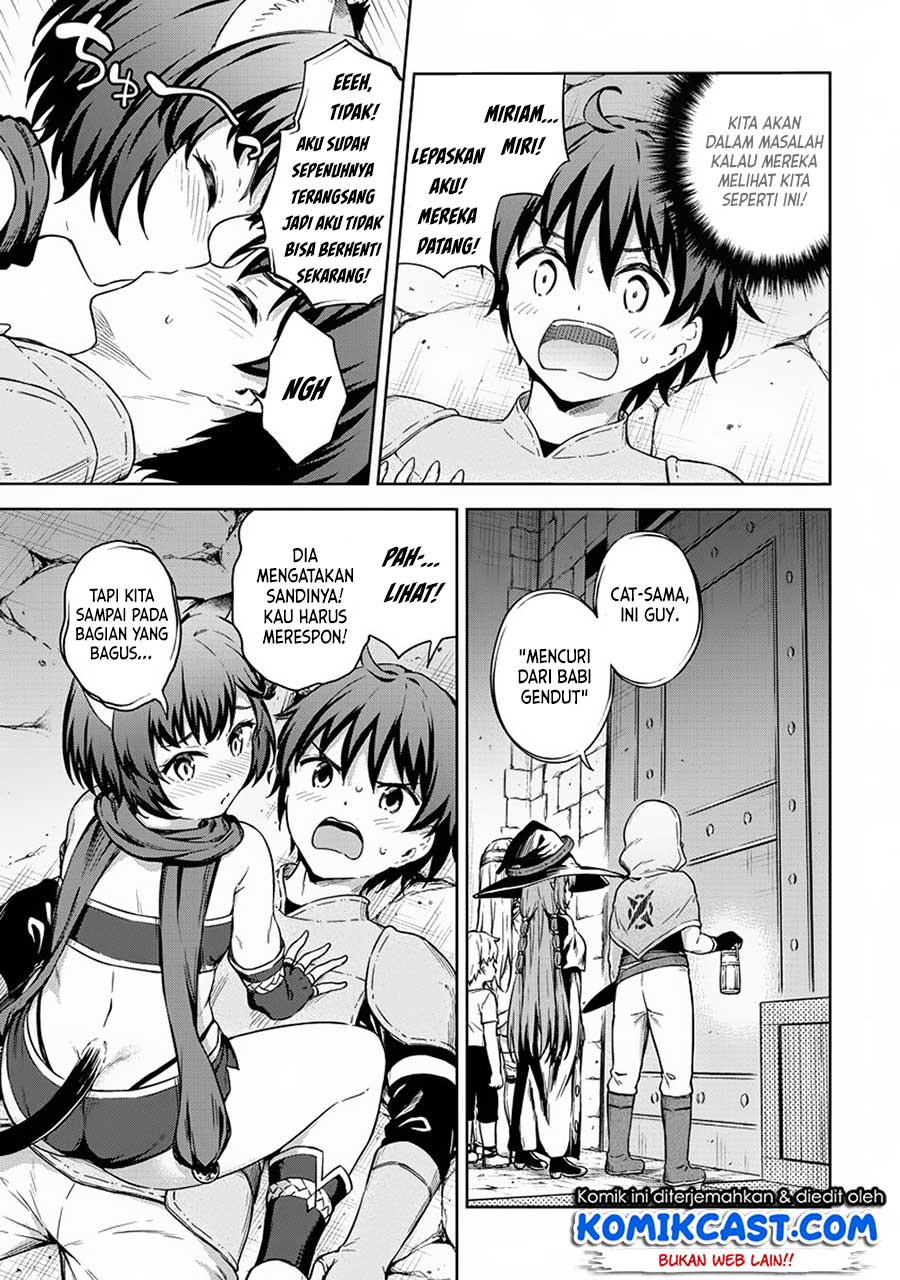 KITA AKAN
DALAM MASALAH
KALAU MEREKA
MELIHAT KITA
SEPERTI INI!
MIRIAM...
MIRI!
LEPASKAN
AKU!
MEREKA
DATANG!
EEEH,
TIDAK!
AKU SUDAH
SEPENUHNYA
TERANGSANG
JADI AKU TIDAK
BISA BERHENTI
SEKARANG!
NGH
CAT-SAMA,
INI GUY.
"MENCURI
DARI BABI
GENDUT"
PAH-...
LIHAT!
DIA
MENGATAKAN
SANDINYA!
KAU HARUS
MERESPON!
TAPI KITA
SAMPAI PADA
BAGIAN YANG
BAGUS...
Komik ini diterjemahkan & diedit oleh
KOMIKCAST.COM
BUKAN WEB LAIN!!